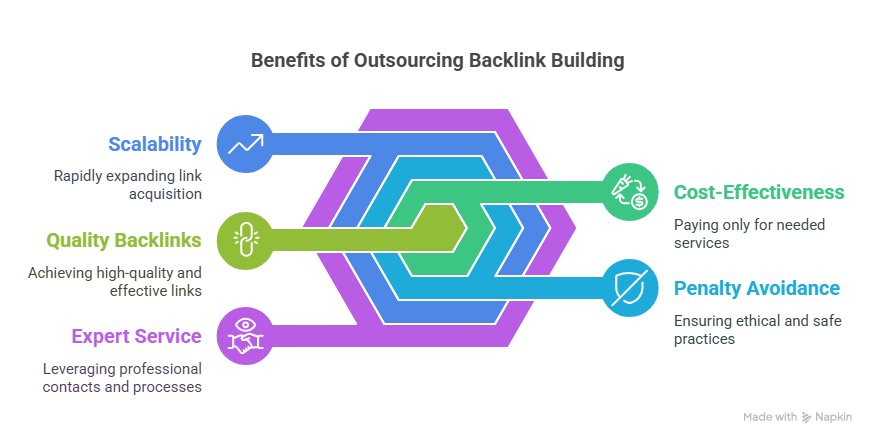 Benefits of Outsourcing Backlink Building
Scalability
Rapidly expanding link
acquisition
Cost-Effectiveness
Paying only for needed
services
Quality Backlinks
Achieving high-quality and
effective links
Penalty Avoidance
Ensuring ethical and safe
practices
Expert Service
Leveraging professional
contacts and processes
$
Made with Napkin